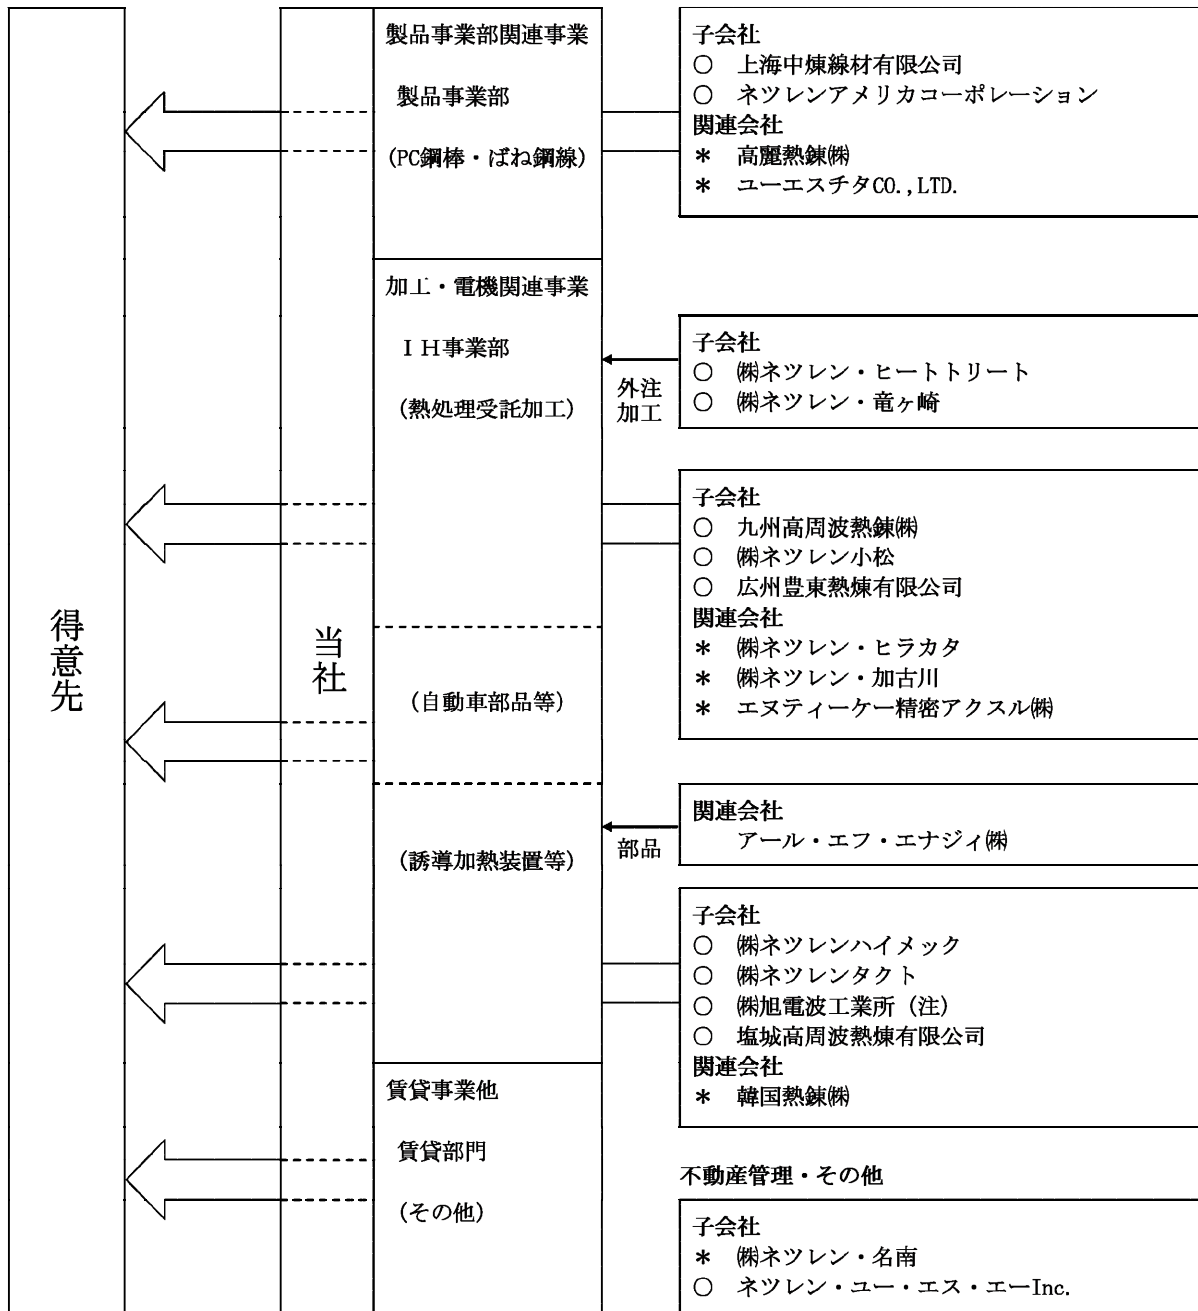 得意先
当社
製品事業部関連事業
製品事業部
(PC鋼棒・ばね鋼線)
子会社
○ 上海中煉線材有限公司
○ ネツレンアメリカコーポレーション
関連会社
* 高麗熱錬㈱
* ユーエスチタCO.,LTD.
加工・電機関連事業
ＩＨ事業部
(熱処理受託加工)
外注
加工
子会社
○ ㈱ネツレン・ヒートトリート
○ ㈱ネツレン・竜ヶ崎
子会社
○ 九州高周波熱錬㈱
○ ㈱ネツレン小松
○ 広州豊東熱煉有限公司
関連会社
* ㈱ネツレン・ヒラカタ
* ㈱ネツレン・加古川
* エヌティーケー精密アクスル㈱
(自動車部品等)
(誘導加熱装置等)
部品
関連会社
アール・エフ・エナジィ㈱
子会社
○ ㈱ネツレンハイメック
○ ㈱ネツレンタクト
○ ㈱旭電波工業所（注）
○ 塩城高周波熱煉有限公司
関連会社
* 韓国熱錬㈱
賃貸事業他
賃貸部門
(その他)
不動産管理・その他
子会社
* ㈱ネツレン・名南
○ ネツレン・ユー・エス・エーInc.